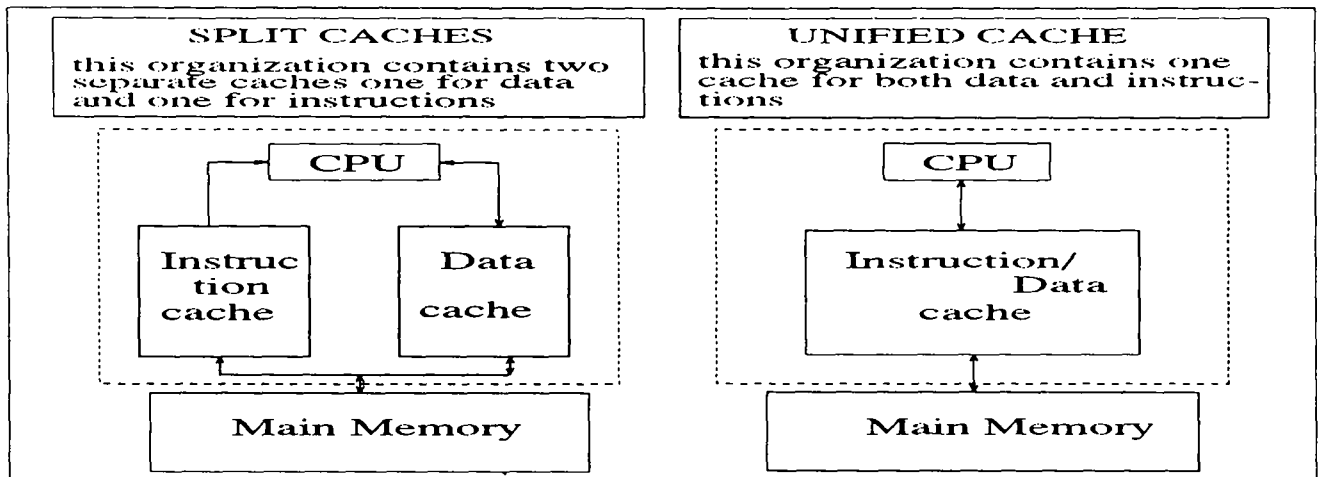 SPLIT CACHES
this organization contains two
separate caches one for data
and one for instructions
CPU
Instruc
tion
cache
Data
cache
Main Memory
UNIFIED CACHE
this organization contains one
cache for both data and instruc-
tions
CPU
Instruction/
Data
cache
Main Memory